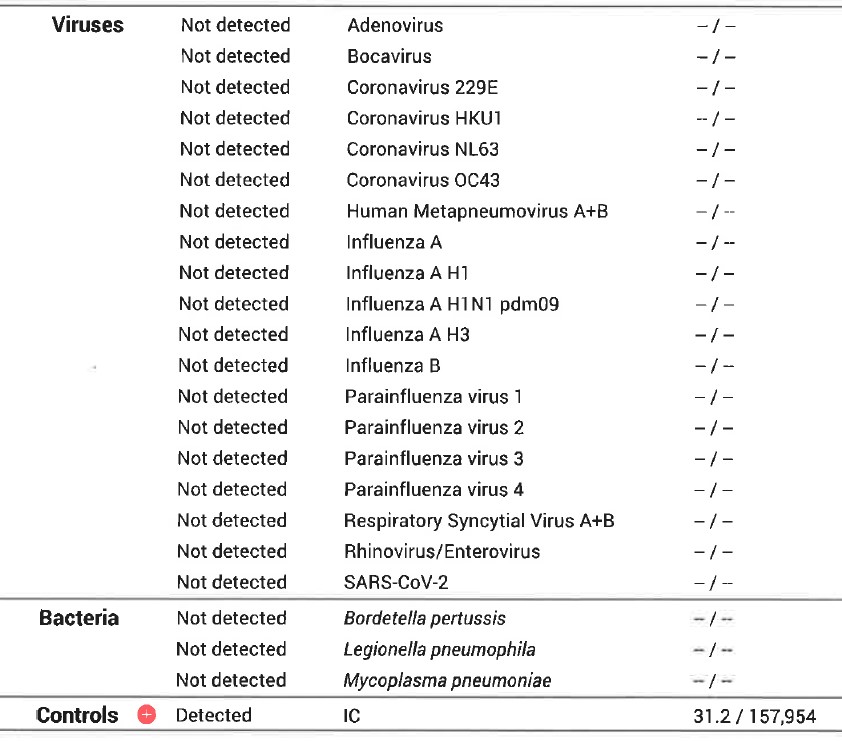 Viruses Not detected Adenovirus – / –
Not detected Bocavirus – / –
Not detected Coronavirus 229E – / –
Not detected Coronavirus HKU1 – / –
Not detected Coronavirus NL63 – / –
Not detected Coronavirus OC43 – / –
Not detected Human Metapneumovirus A+B – / –
Not detected Influenza A – / –
Not detected Influenza A H1 – / –
Not detected Influenza A H1N1 pdm09 – / –
Not detected Influenza A H3 – / –
Not detected Influenza B – / –
Not detected Parainfluenza virus 1 – / –
Not detected Parainfluenza virus 2 – / –
Not detected Parainfluenza virus 3 – / –
Not detected Parainfluenza virus 4 – / –
Not detected Respiratory Syncytial Virus A+B – / –
Not detected Rhinovirus/Enterovirus – / –
Not detected SARS-CoV-2 – / –
Bacteria Not detected Bordetella pertussis – / –
Not detected Legionella pneumophila – / –
Not detected Mycoplasma pneumoniae – / –
Controls + Detected IC 31.2 / 157,954